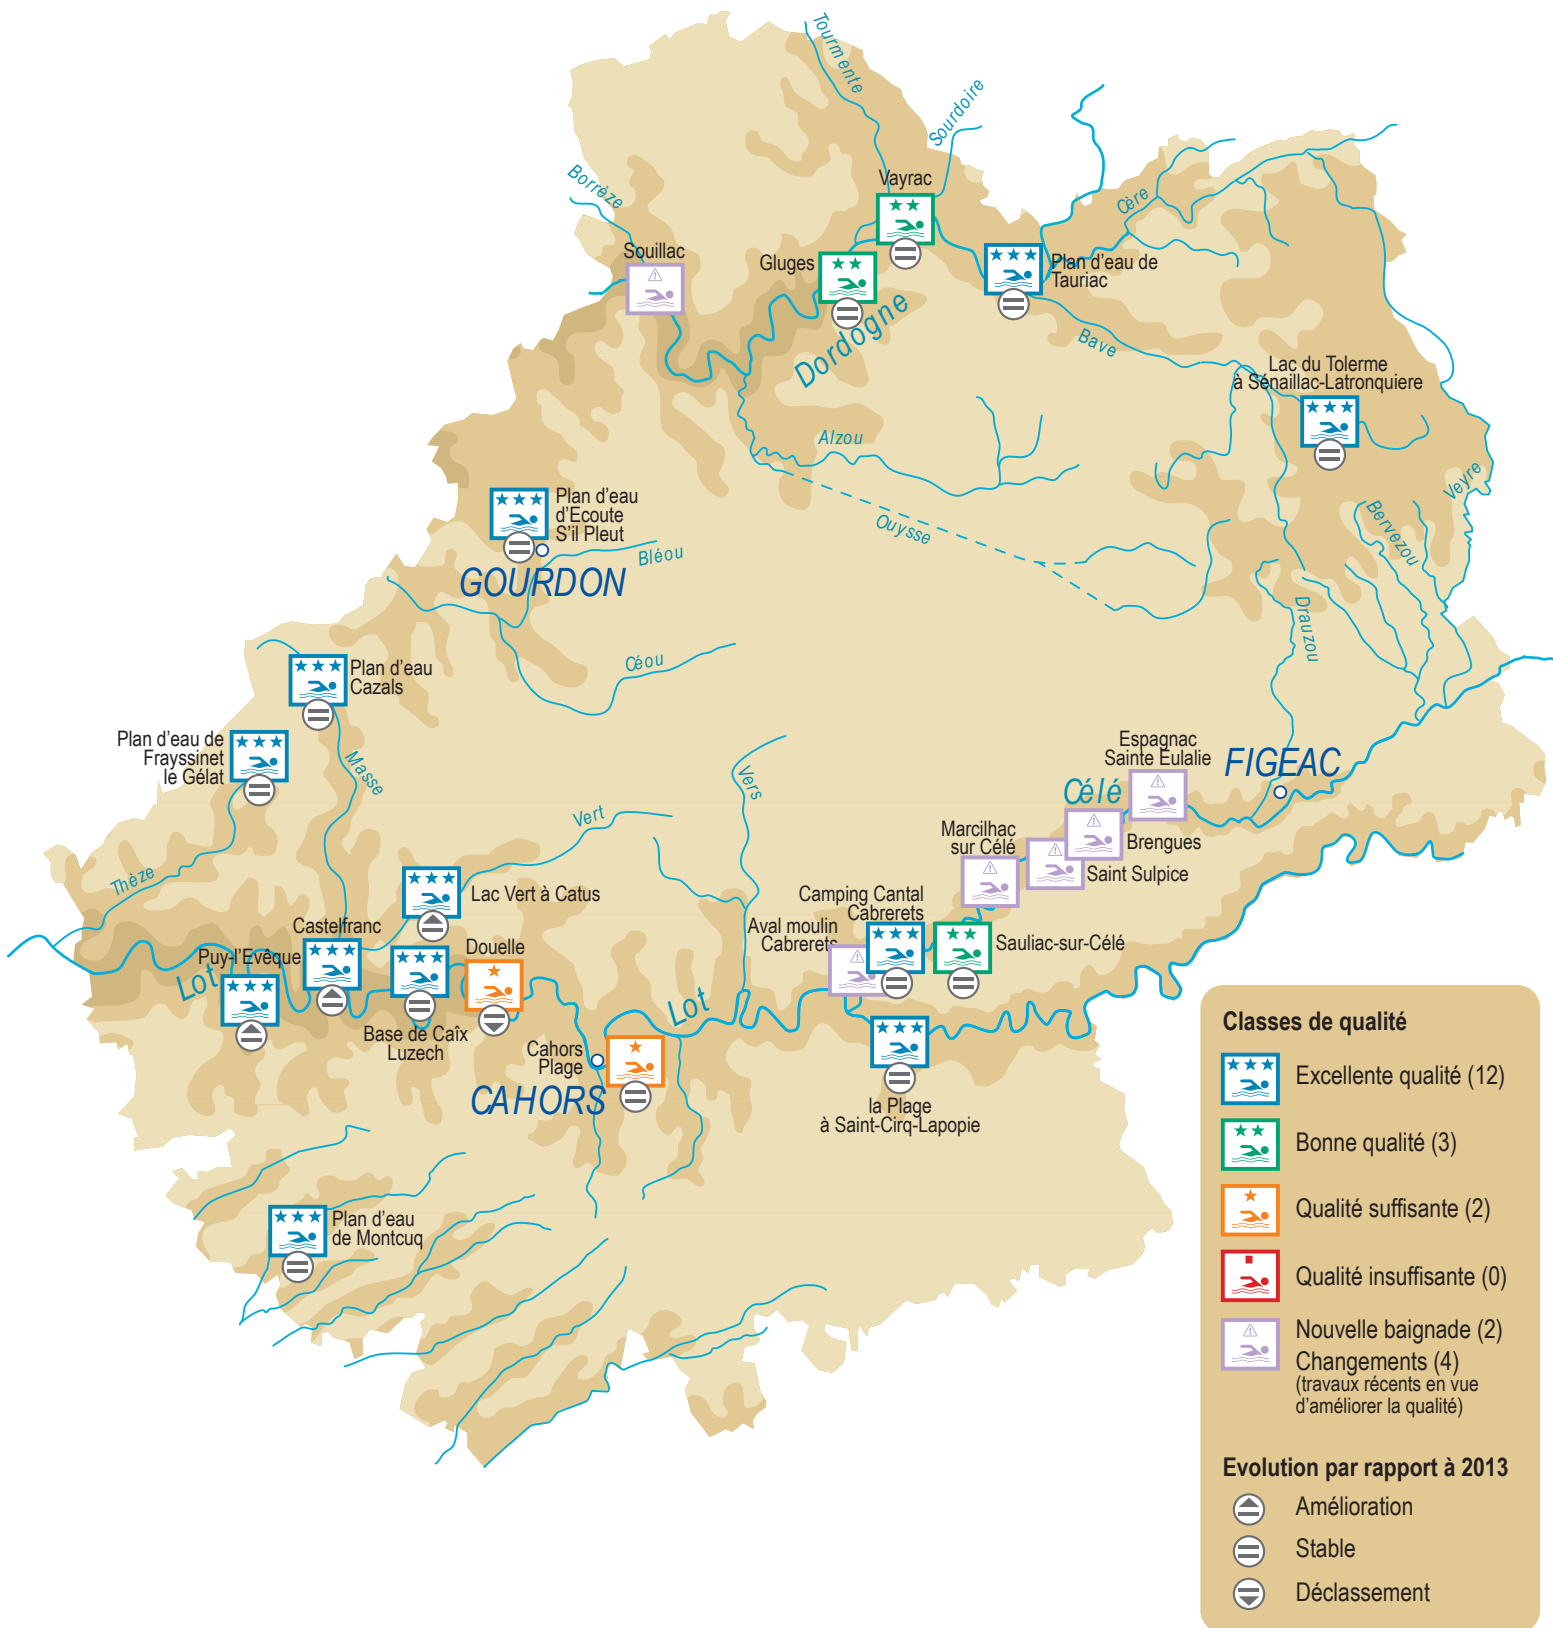 Tourmente
Sourdoire
Borrèze
Vayrac
Cère
Souillac
Gluges
Plan d'eau de
Tauriac
Dordogne
Bave
Lac du Tolerme
à Sénaillac-Latronquiere
Alzou
Veyre
Bervezou
Plan d'eau
d'Ecoute
S'il Pleut
Ouysse
Bléou
GOURDON
Drauzou
Céou
Plan d'eau
Cazals
Plan d'eau de
Frayssinet
le Gélat
Masse
Vers
Espagnac
Sainte Eulalie
FIGEAC
Célé
Vert
Marcilhac
sur Célé
Brengues
Saint Sulpice
Thèze
Lac Vert à Catus
Camping Cantal
Cabrerets
Aval moulin
Cabrerets
Sauliac-sur-Célé
Castelfranc
Puy-l'Evêque
Douelle
Lot
Lot
Base de Caîx
Luzech
Cahors
Plage
CAHORS
la Plage
à Saint-Cirq-Lapopie
Plan d'eau
de Montcuq
Classes de qualité
Excellente qualité (12)
Bonne qualité (3)
Qualité suffisante (2)
Qualité insuffisante (0)
Nouvelle baignade (2)
Changements (4)
(travaux récents en vue
d'améliorer la qualité)
Evolution par rapport à 2013
Amélioration
Stable
Déclassement